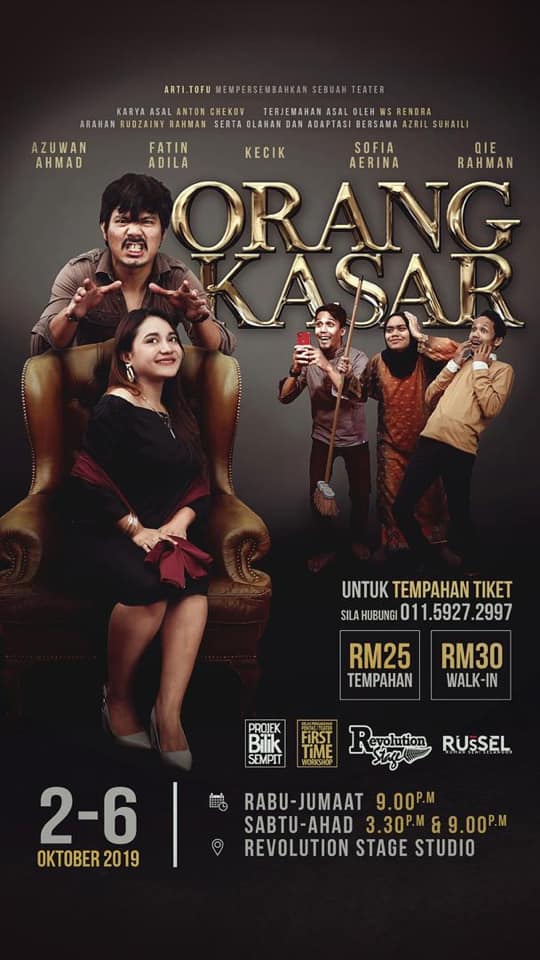 ARTI.TOFU MEMPERSEMBAHKAN SEBUAH TEATER
KARYA ASAL ANTON CHEKOV TERJEMAHAN ASAL OLEH WS RENDRA
ARAHAN RUDZAINY RAHMAN SERTA OLAHAN DAN ADAPTASI BERSAMA AZRIL SUHAILI
AZUWAN AHMAD
FATIN ADILA
KECIK
SOFIA AERINA
QIE RAHMAN
ORANG
KASAR
UNTUK TEMPAHAN TIKET
SILA HUBUNGI 011.5927.2997
RM25
TEMPAHAN
RM30
WALK-IN
PROJEK
Bilik
SEMPIT
FiRST
TiME
WORKSHOP
Revolution
Stage
RUSSEL
2-6
OKTOBER 2019
RABU-JUMAAT 9.00P.M
SABTU-AHAD 3.30P.M & 9.00P.M
REVOLUTION STAGE STUDIO